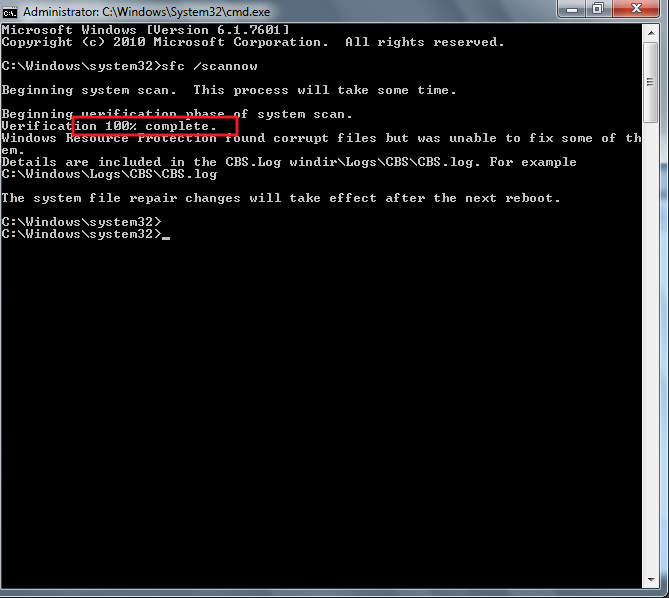 C:\. Administrator: C:\Windows\System32\cmd.exe
Microsoft Windows [Version 6.1.7601]
Copyright (c) 2010 Microsoft Corporation.  All rights reserved.
C:\Windows\system32>sfc /scannow
Beginning system scan.  This process will take some time.
Beginning verification phase of system scan.
Verification 100% complete.
Windows Resource Protection found corrupt files but was unable to fix some of th
em.
Details are included in the CBS.Log windir\Logs\CBS\CBS.log. For example
C:\Windows\Logs\CBS\CBS.log
The system file repair changes will take effect after the next reboot.
C:\Windows\system32>
C:\Windows\system32>_